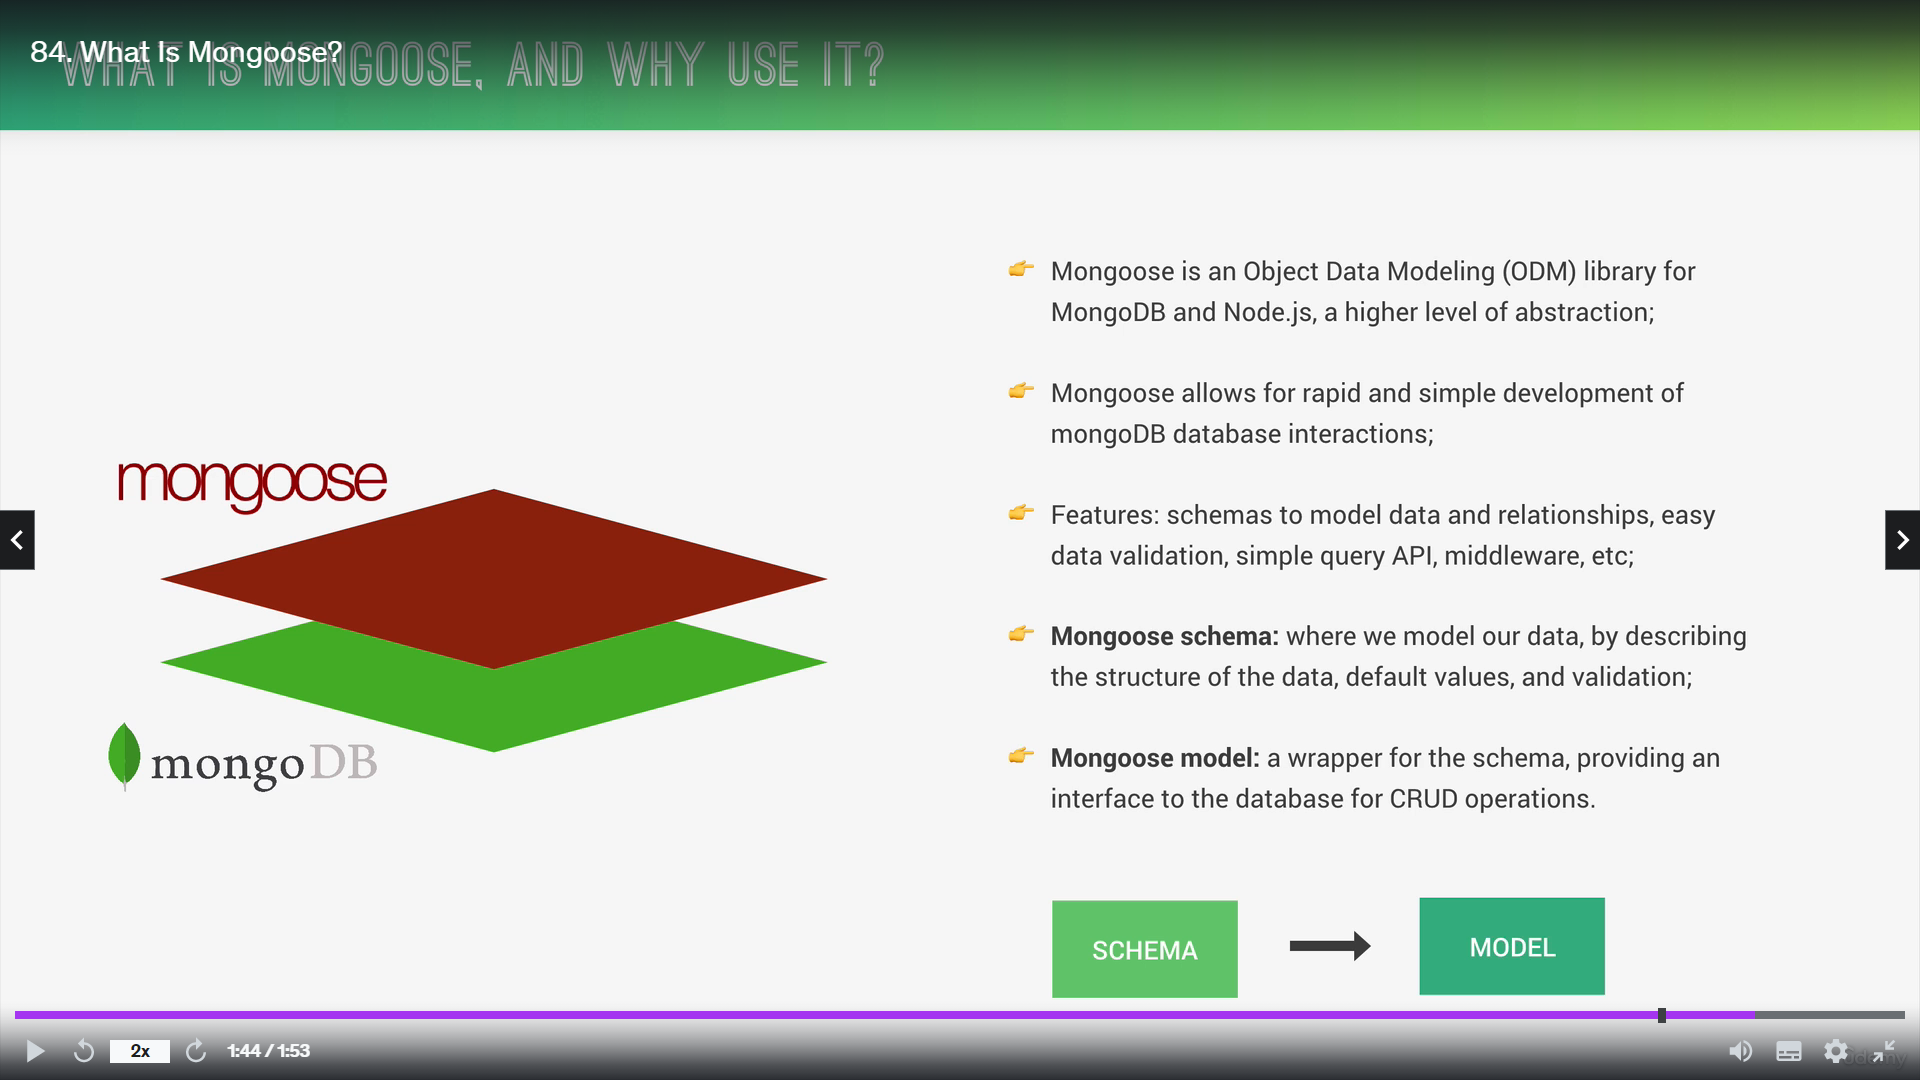 84. What Is Mongoose?
WHAT IS MONGOOSE, AND WHY USE IT?
👉 Mongoose is an Object Data Modeling (ODM) library for
MongoDB and Node.js, a higher level of abstraction;
👉 Mongoose allows for rapid and simple development of
mongoDB database interactions;
👉 Features: schemas to model data and relationships, easy
data validation, simple query API, middleware, etc;
👉 Mongoose schema: where we model our data, by describing
the structure of the data, default values, and validation;
👉 Mongoose model: a wrapper for the schema, providing an
interface to the database for CRUD operations.
mongoose
mongoDB
SCHEMA
MODEL
2x
1:44 / 1:53
udemy